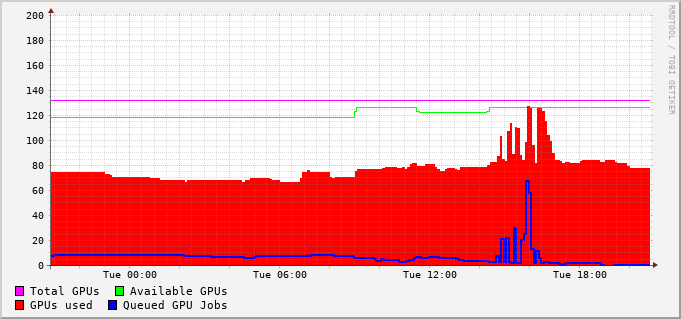 RRDTOOL / TOBI OETIKER
200
180
160
140
120
100
80
60
40
20
0
Tue 00:00 Tue 06:00 Tue 12:00 Tue 18:00
Total GPUs Available GPUs
GPUs used Queued GPU Jobs